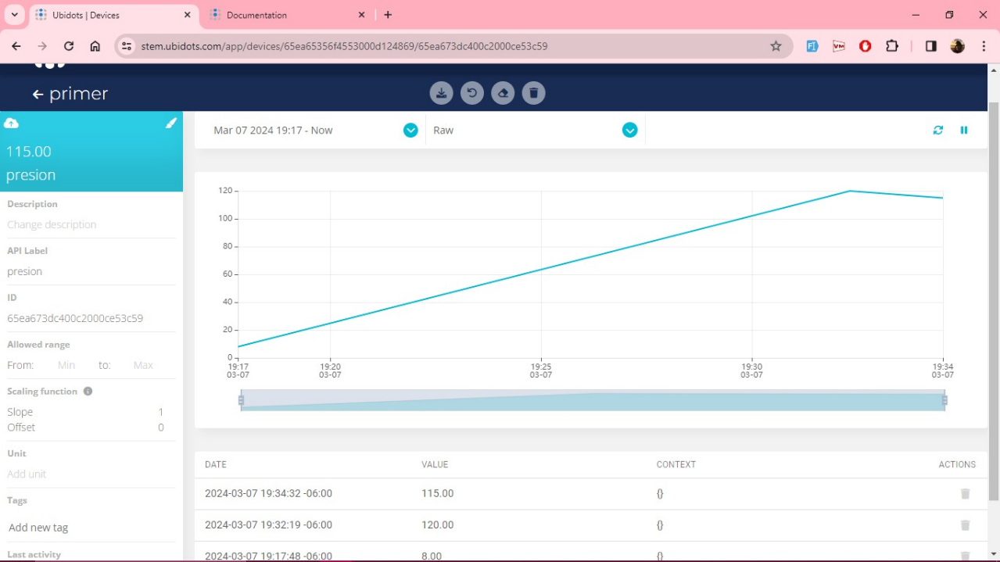 Ubidots | Devices
Documentation
stem.ubidots.com/app/devices/65ea65356f4553000d124869/65ea673dc400c2000ce53c59
primer
Mar 07 2024 19:17 - Now
Raw
115.00
presion
Description
Change description
API Label
presion
ID
65ea673dc400c2000ce53c59
Allowed range
From: Min to: Max
Scaling function
Slope 1
Offset 0
Unit
Add unit
Tags
Add new tag
Last activity
120
100
80
60
40
20
0
19:17 19:20 19:25 19:30 19:34
03-07 03-07 03-07 03-07 03-07
DATE VALUE CONTEXT ACTIONS
2024-03-07 19:34:32 -06:00 115.00 {}
2024-03-07 19:32:19 -06:00 120.00 {}
2024-03-07 19:17:48 -06:00 8.00 {}